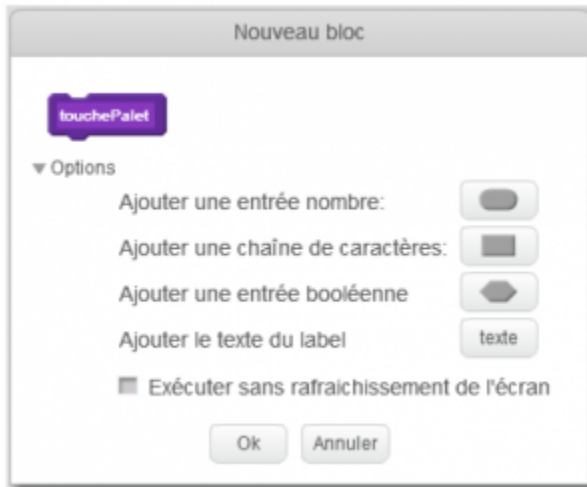 Nouveau bloc
touchePalet
Options
Ajouter une entrée nombre:
Ajouter une chaîne de caractères:
Ajouter une entrée booléenne
Ajouter le texte du label texte
Exécuter sans rafraichissement de l'écran
Ok Annuler